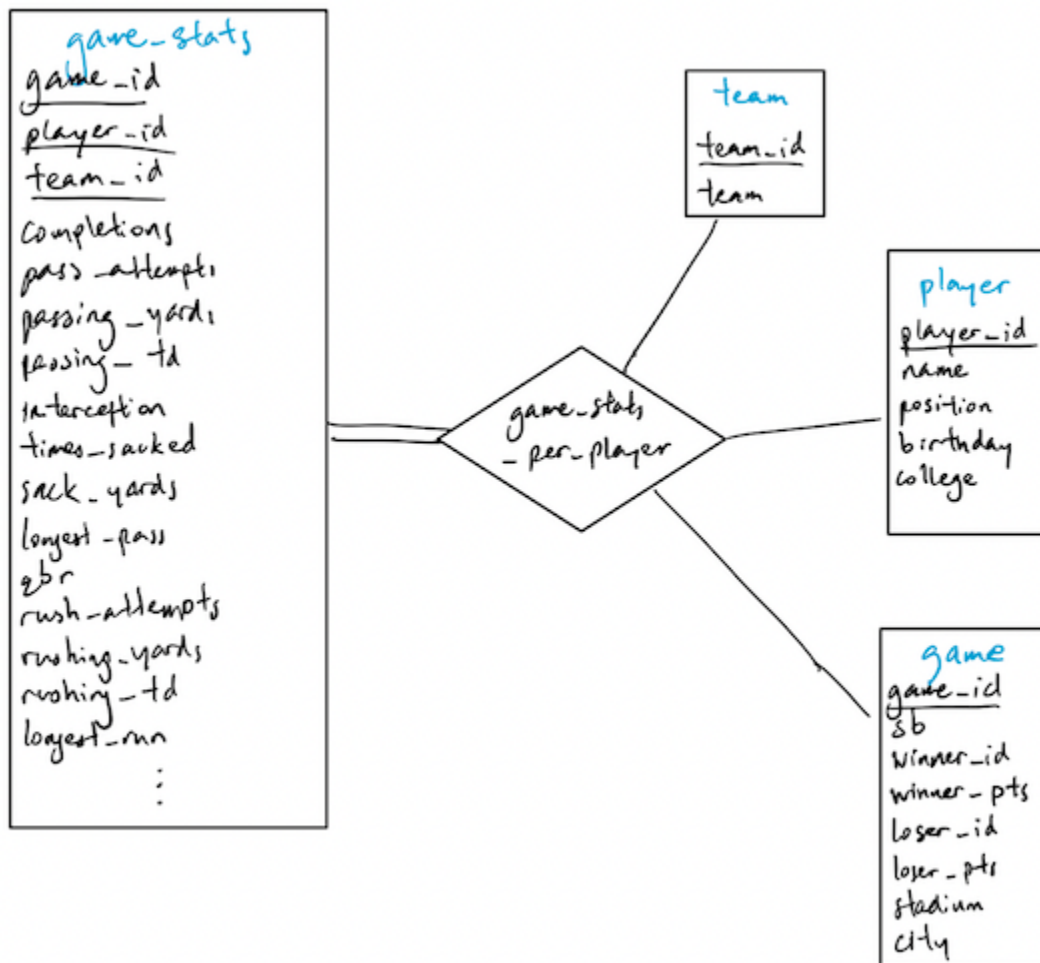 game_stats
game_id
player_id
team_id
completions
pass_attempts
passing_yards
passing_td
interception
times_sacked
sack_yards
longest_pass
qbr
rush_attempts
rushing_yards
rushing_td
longest_run
⋮
game_stats
_per_player
team
team_id
team
player
player_id
name
position
birthday
college
game
game_id
sb
winner_id
winner_pts
loser_id
loser_pts
stadium
city